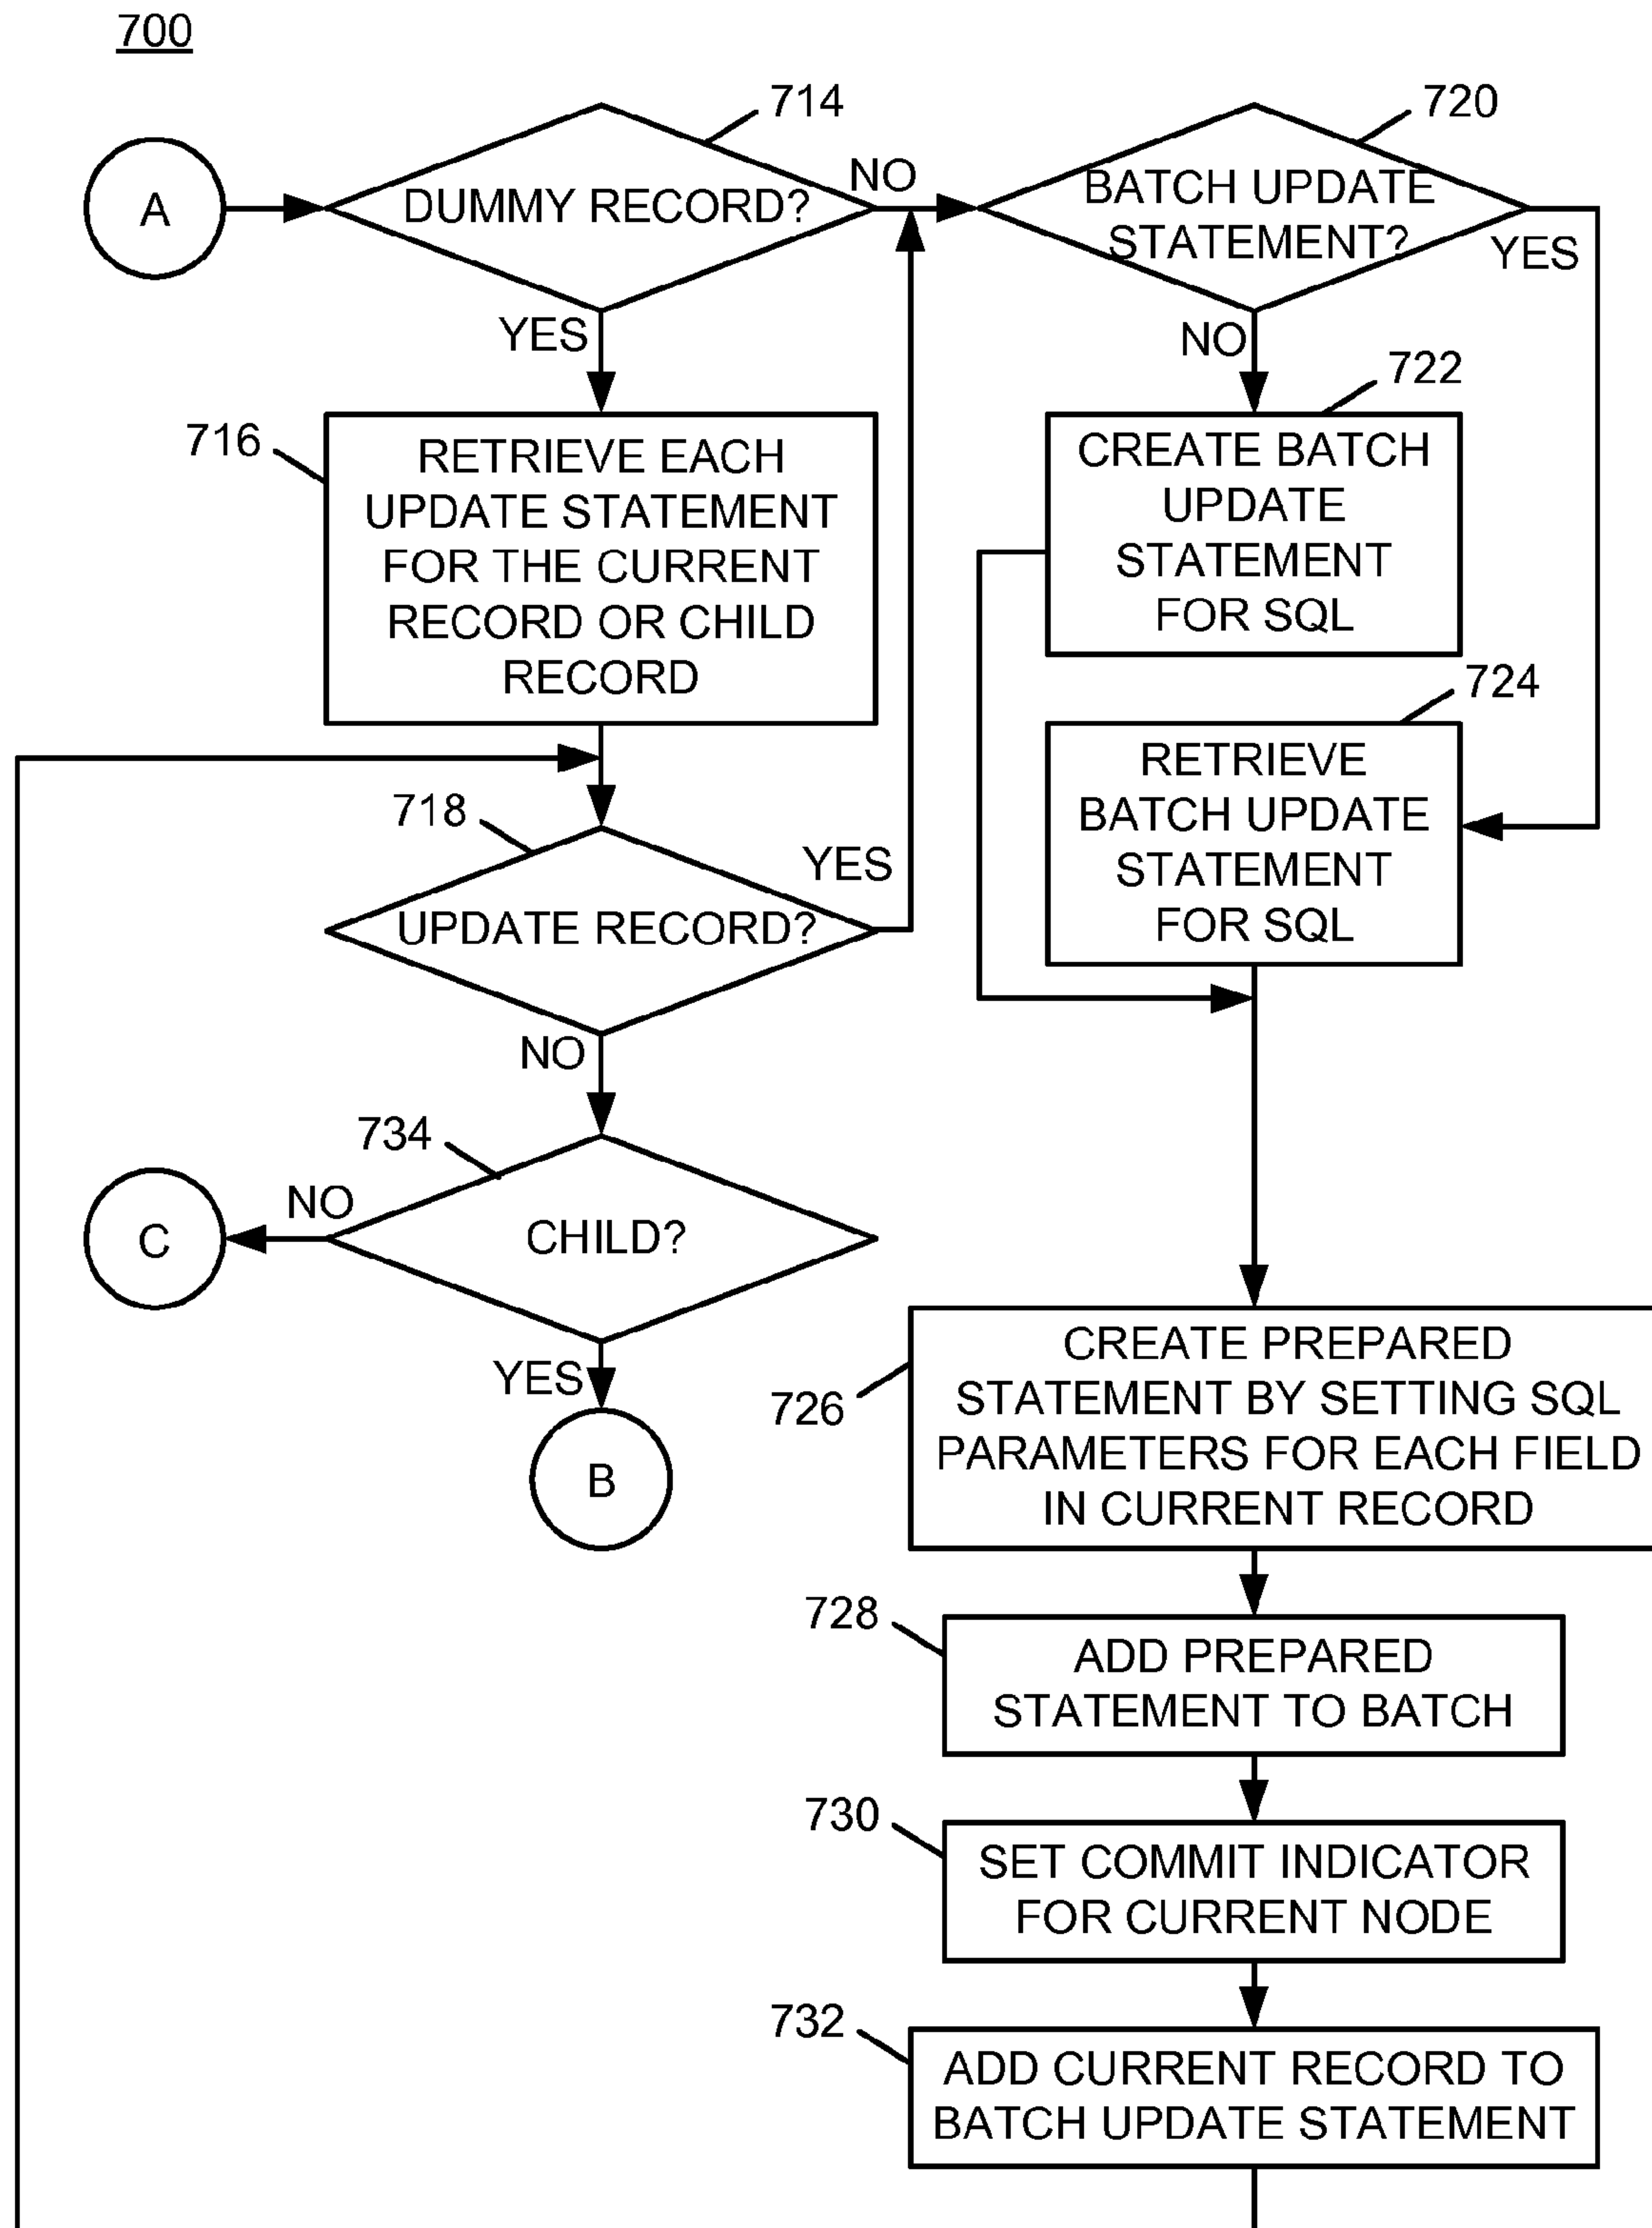 700
714
720
A
DUMMY RECORD?
NO
BATCH UPDATE
STATEMENT?
YES
YES
NO
716
RETRIEVE EACH
UPDATE STATEMENT
FOR THE CURRENT
RECORD OR CHILD
RECORD
722
CREATE BATCH
UPDATE
STATEMENT
FOR SQL
724
RETRIEVE
BATCH UPDATE
STATEMENT
FOR SQL
718
YES
UPDATE RECORD?
NO
734
C
NO
CHILD?
YES
B
726
CREATE PREPARED
STATEMENT BY SETTING SQL
PARAMETERS FOR EACH FIELD
IN CURRENT RECORD
728
ADD PREPARED
STATEMENT TO BATCH
730
SET COMMIT INDICATOR
FOR CURRENT NODE
732
ADD CURRENT RECORD TO
BATCH UPDATE STATEMENT